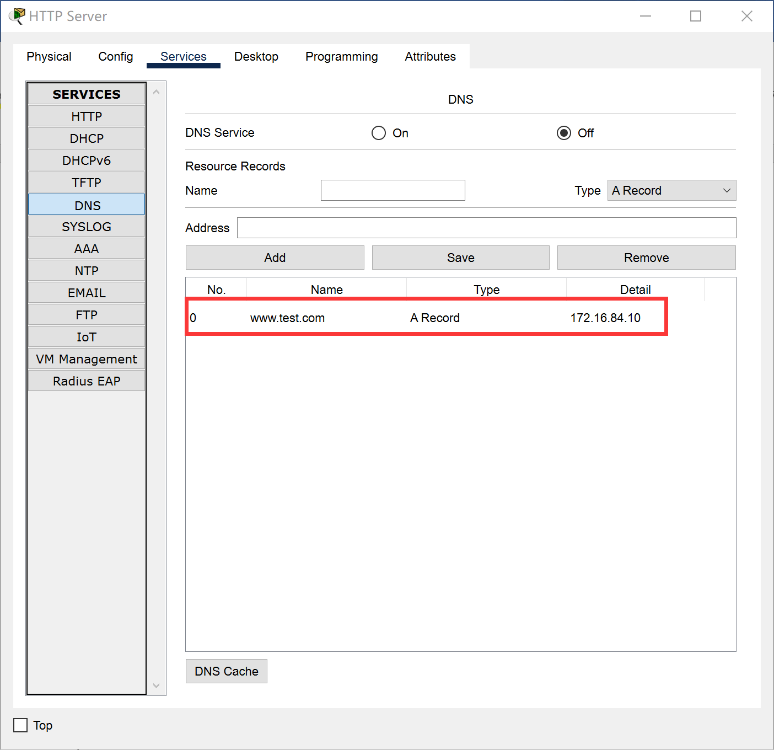 HTTP Server
Physical Config Services Desktop Programming Attributes
SERVICES
HTTP
DHCP
DHCPv6
TFTP
DNS
SYSLOG
AAA
NTP
EMAIL
FTP
IoT
VM Management
Radius EAP
DNS
DNS Service On Off
Resource Records
Name Type A Record
Address
Add Save Remove
No. Name Type Detail
0 www.test.com A Record 172.16.84.10
DNS Cache
Top